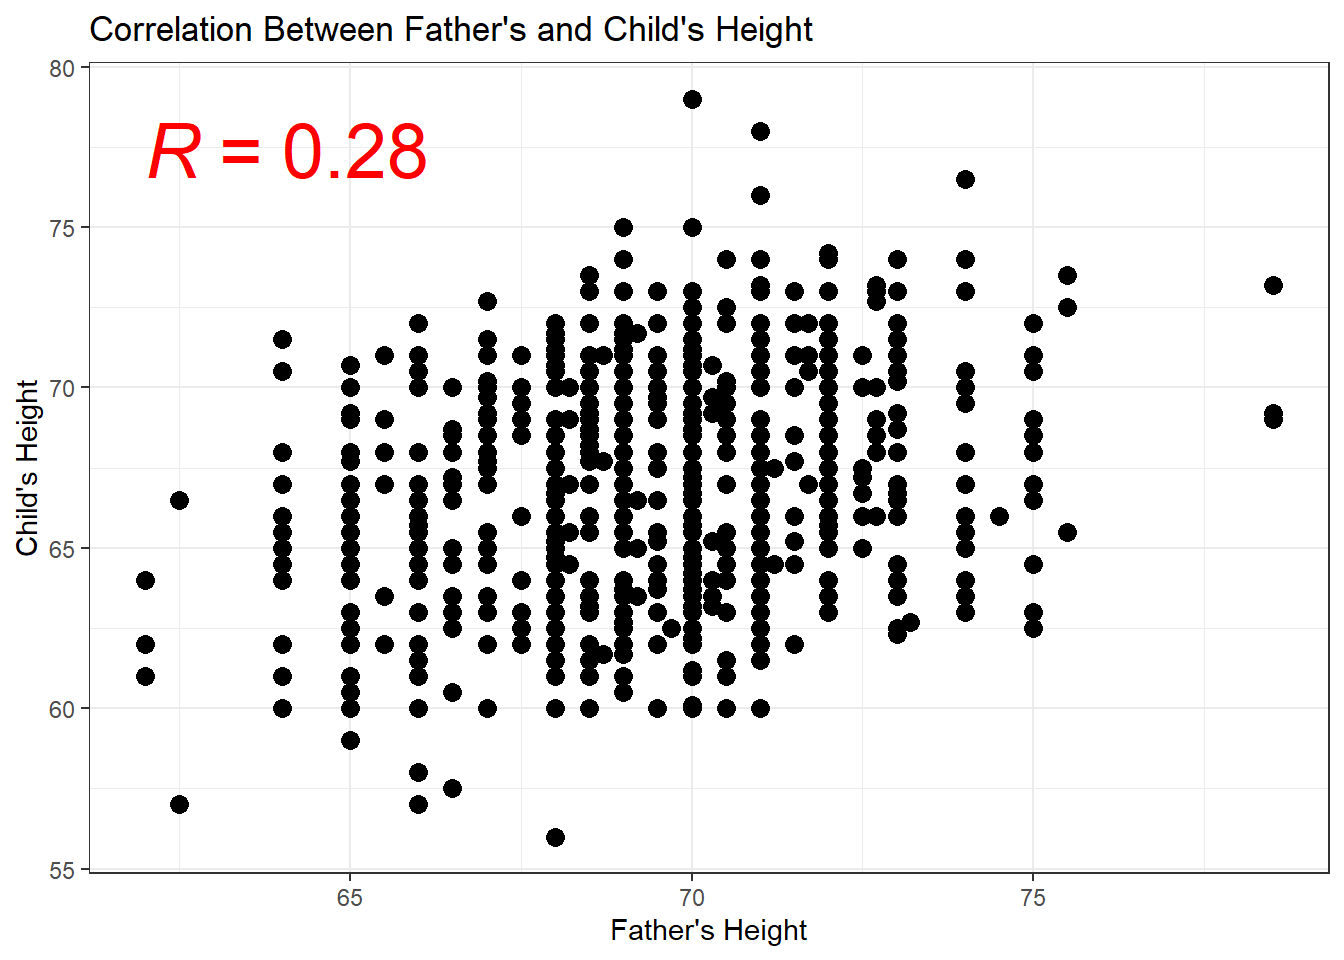 Correlation Between Father's and Child's Height
R = 0.28
80
75
70
65
60
55
Child's Height
65
70
75
Father's Height